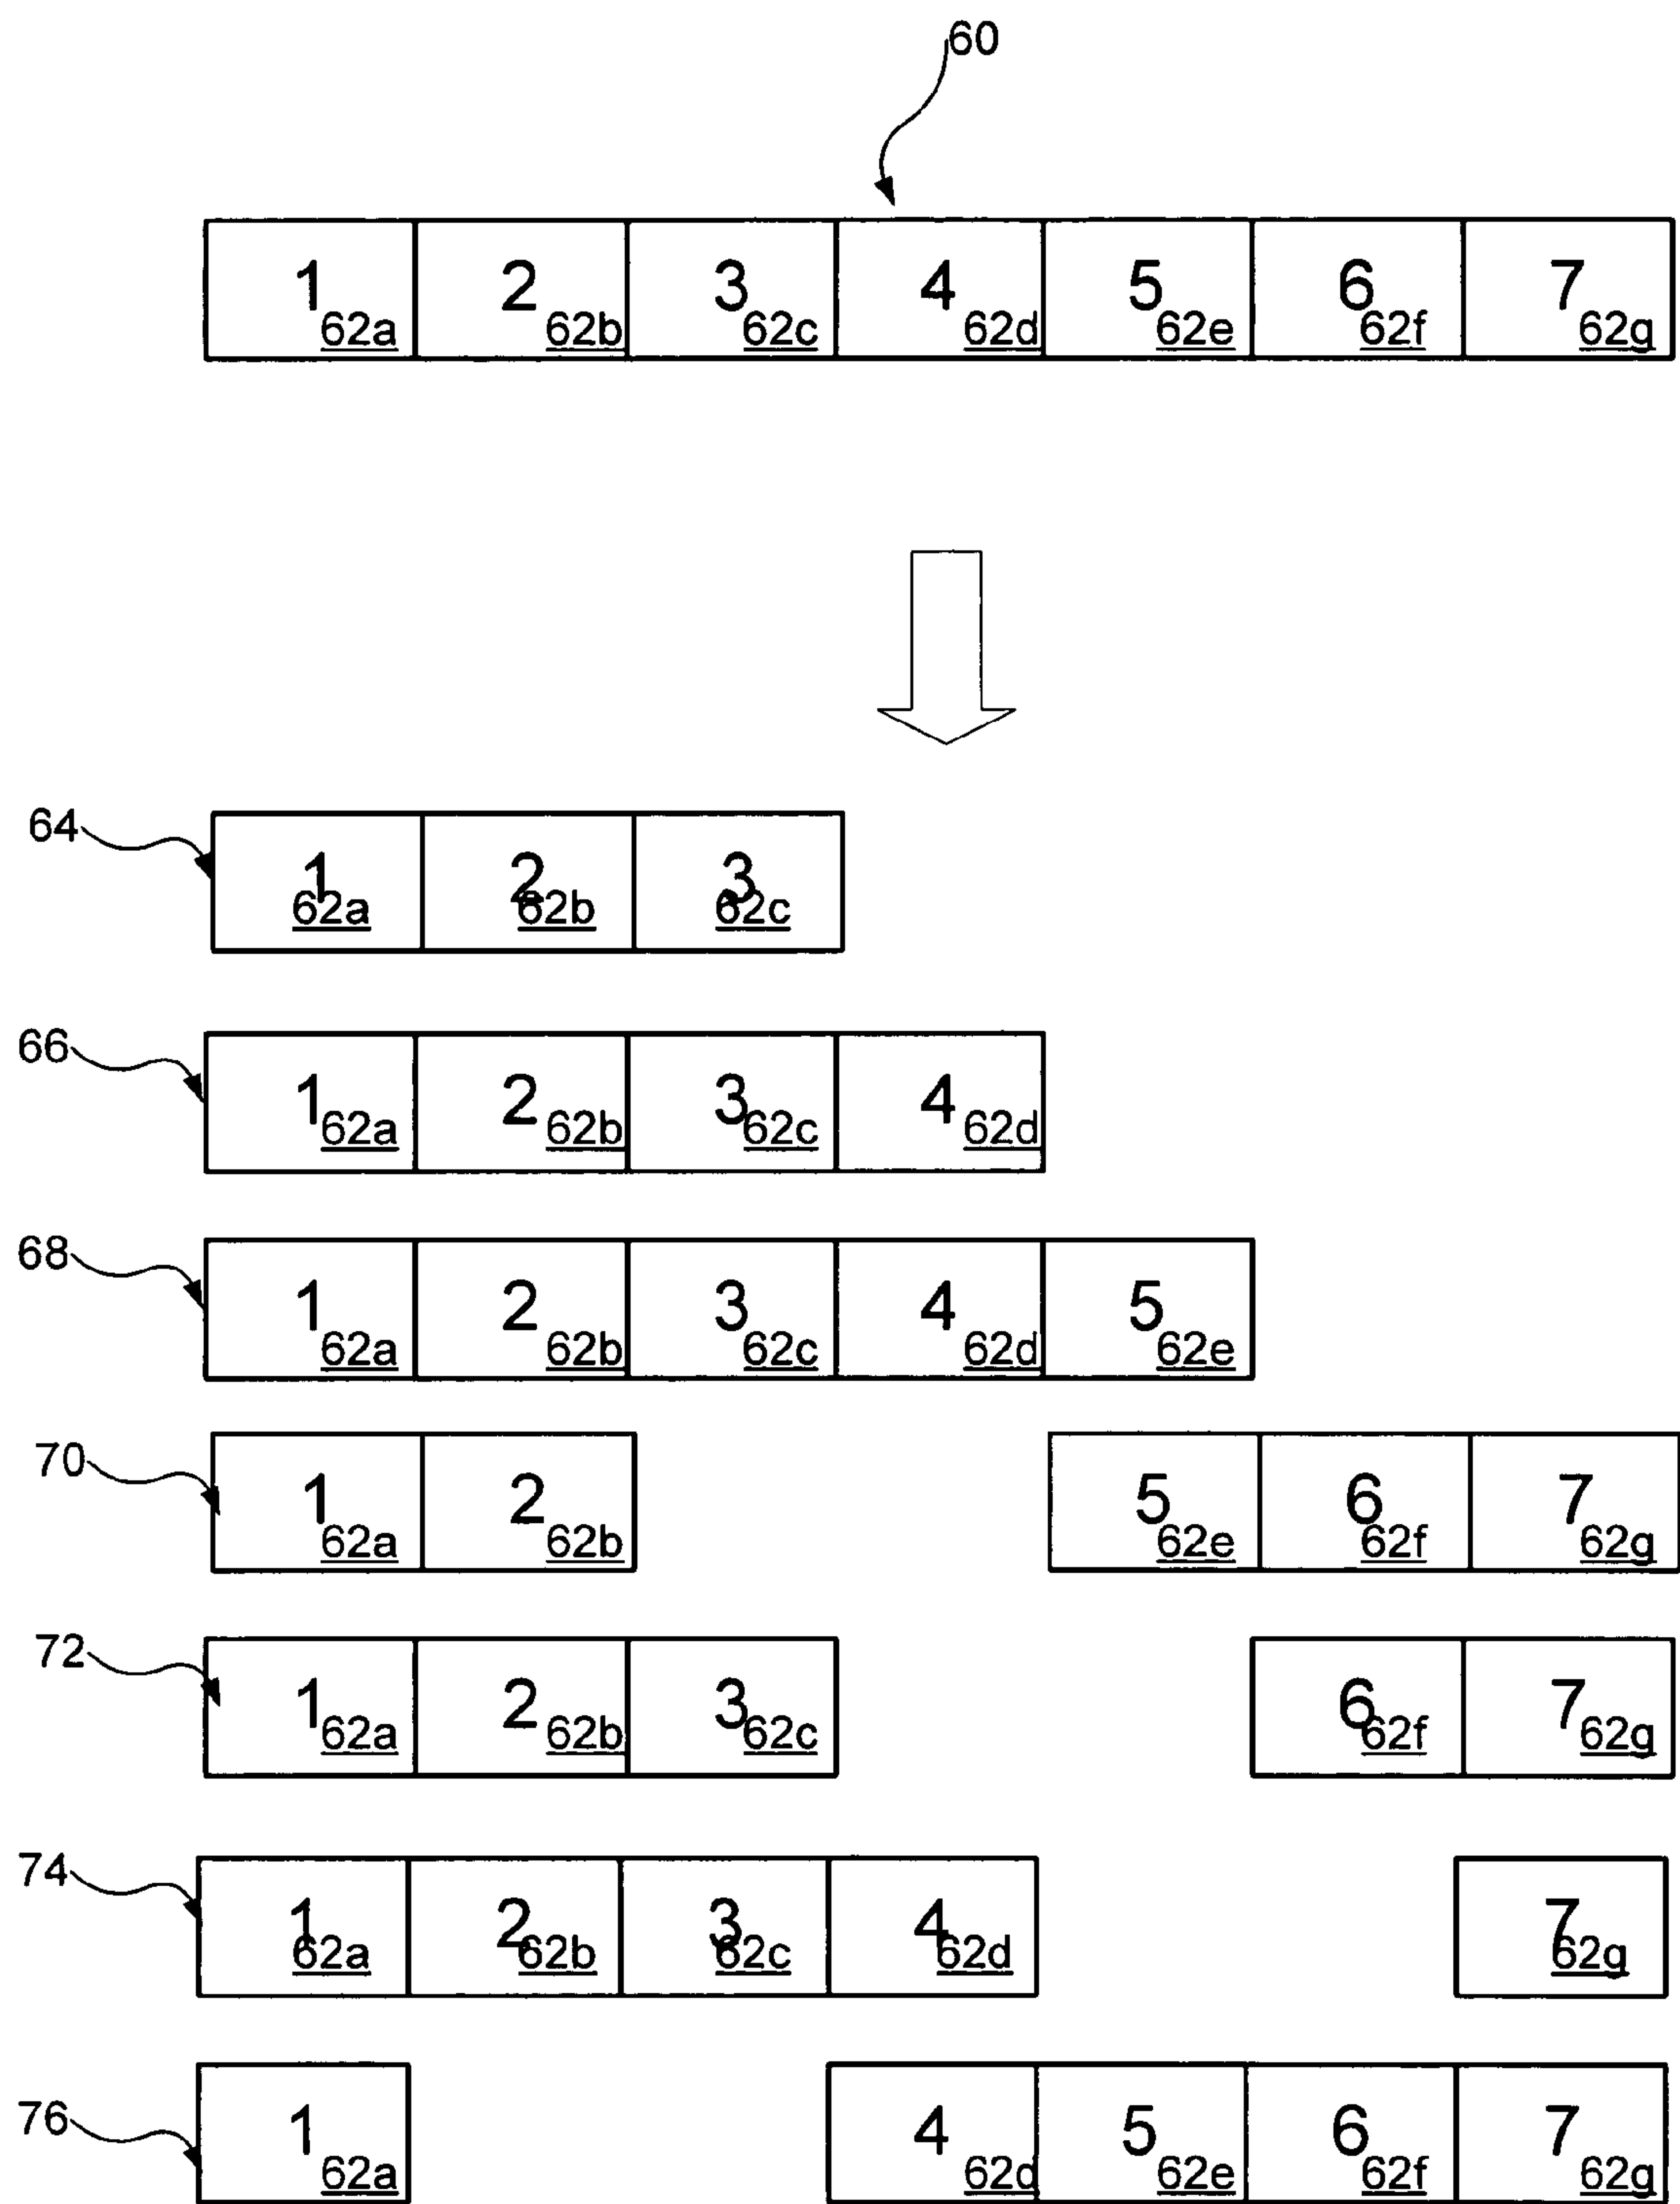 60
1 2 3 4 5 6 7
62a 62b 62c 62d 62e 62f 62g
64
1 2 3
62a 62b 62c
66
1 2 3 4
62a 62b 62c 62d
68
1 2 3 4 5
62a 62b 62c 62d 62e
70
1 2 5 6 7
62a 62b 62e 62f 62g
72
1 2 3 6 7
62a 62b 62c 62f 62g
74
1 2 3 4 7
62a 62b 62c 62d 62g
76
1 4 5 6 7
62a 62d 62e 62f 62g